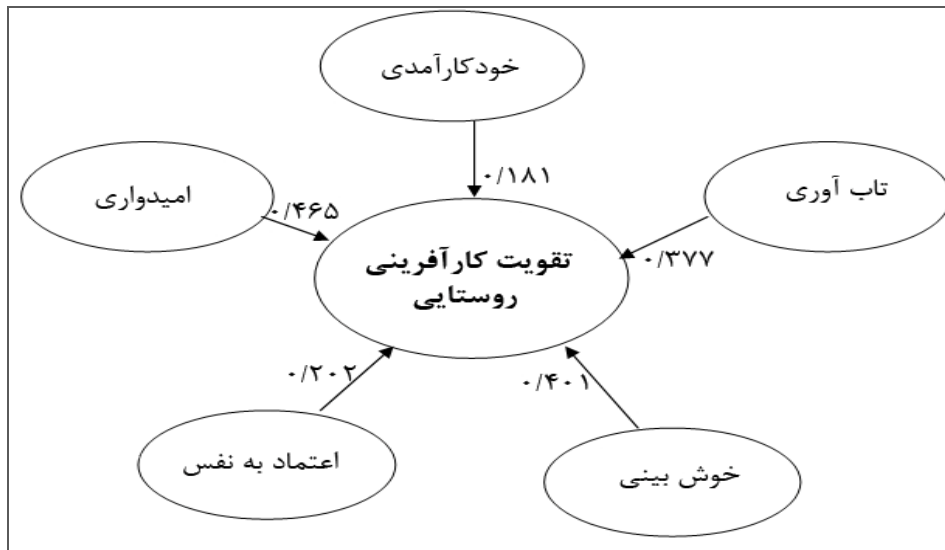 خودکارآمدی
۰/۱۸۱
امیدواری
۰/۴۶۵
تاب آوری
۰/۳۷۷
تقویت کارآفرینی
روستایی
۰/۲۰۲
۰/۴۰۱
اعتماد به نفس
خوش بینی